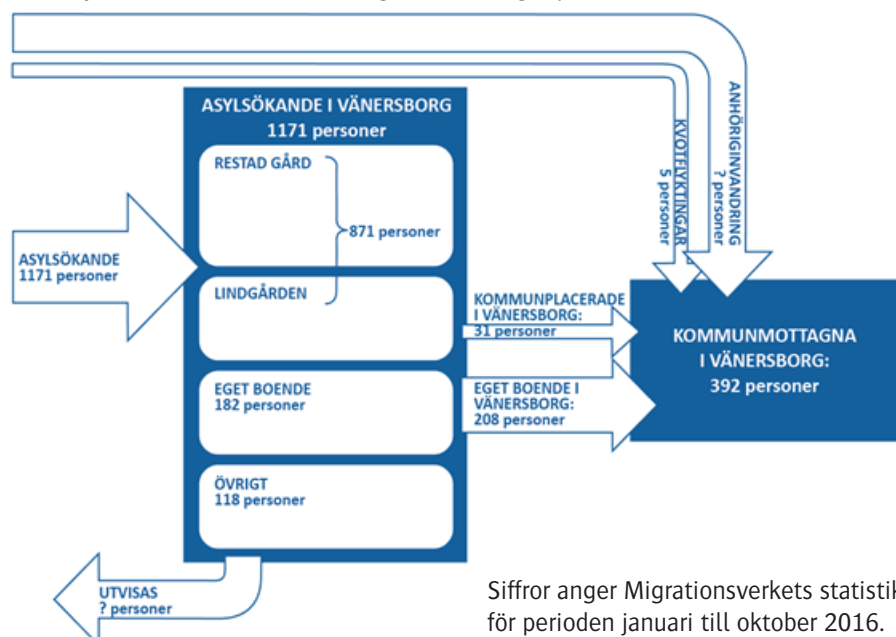 ASYLSÖKANDE I VÄNERSBORG
1171 personer
RESTAD GÅRD
871 personer
LINDGÅRDEN
EGET BOENDE
182 personer
ÖVRIGT
118 personer
ASYLSÖKANDE
1171 personer
UTVISAS
? personer
KVOTFLYKTINGAR
5 personer
ANHÖRIGINVANDRING
? personer
KOMMUNPLACERADE
I VÄNERSBORG:
31 personer
EGET BOENDE I
VÄNERSBORG:
208 personer
KOMMUNMOTTAGNA
I VÄNERSBORG:
392 personer
Siffror anger Migrationsverkets statistik
för perioden januari till oktober 2016.